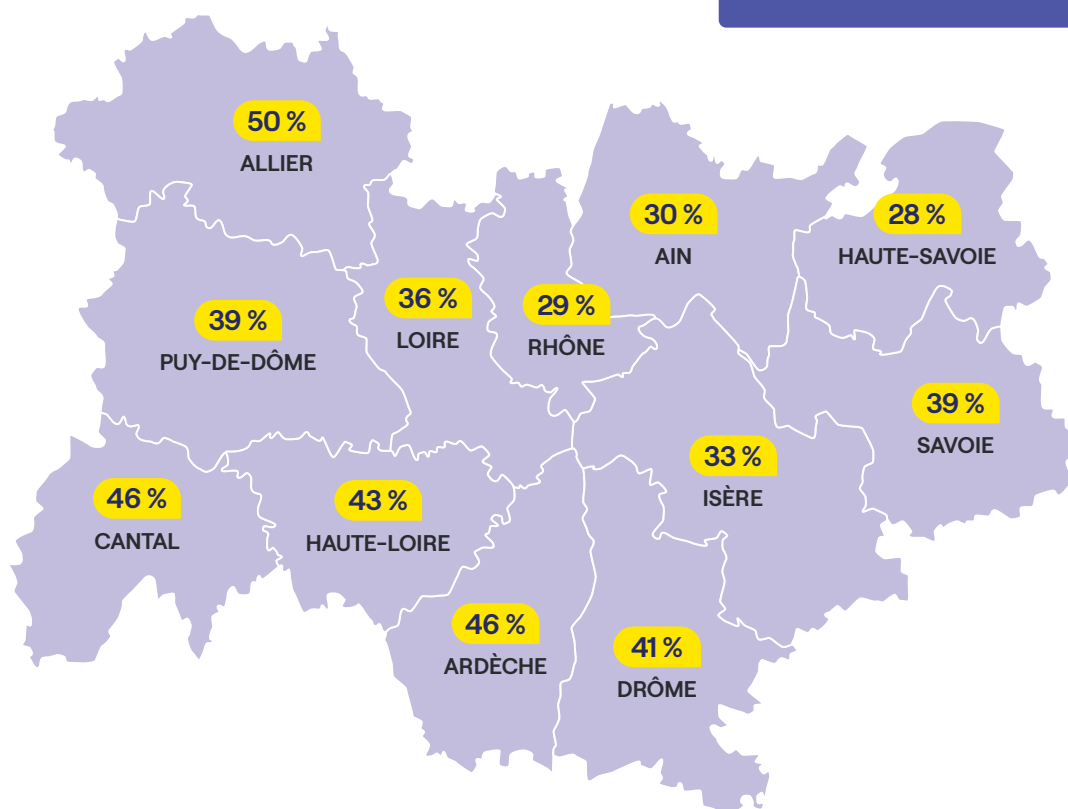 50 %
ALLIER
30 %
AIN
28 %
HAUTE-SAVOIE
39 %
PUY-DE-DÔME
36 %
LOIRE
29 %
RHÔNE
39 %
SAVOIE
33 %
ISÈRE
46 %
CANTAL
43 %
HAUTE-LOIRE
46 %
ARDÈCHE
41 %
DRÔME